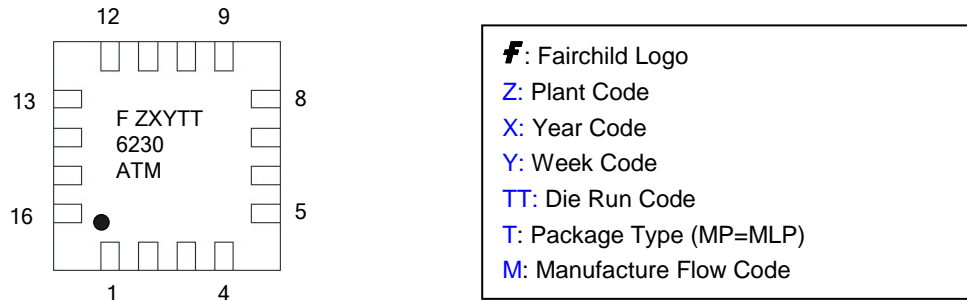 12 9
13 8
F ZXYTT
6230
ATM
16 5
1 4
F: Fairchild Logo
Z: Plant Code
X: Year Code
Y: Week Code
TT: Die Run Code
T: Package Type (MP=MLP)
M: Manufacture Flow Code